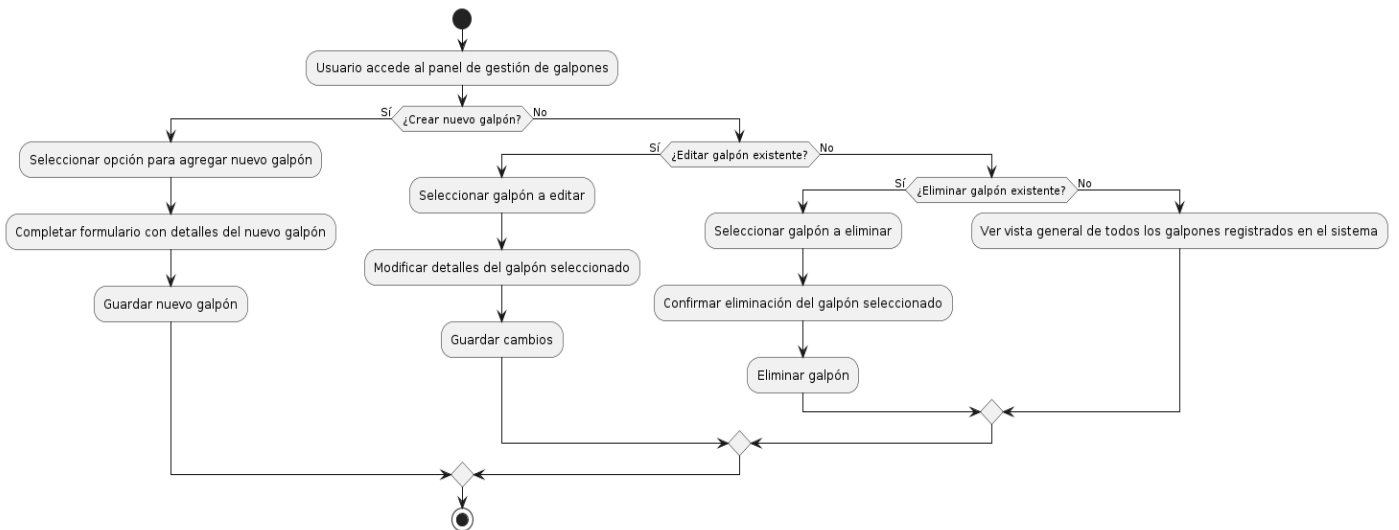 Usuario accede al panel de gestión de galpones
Sí
¿Crear nuevo galpón?
No
Seleccionar opción para agregar nuevo galpón
Completar formulario con detalles del nuevo galpón
Guardar nuevo galpón
Sí
¿Editar galpón existente?
No
Seleccionar galpón a editar
Modificar detalles del galpón seleccionado
Guardar cambios
Sí
¿Eliminar galpón existente?
No
Seleccionar galpón a eliminar
Confirmar eliminación del galpón seleccionado
Eliminar galpón
Ver vista general de todos los galpones registrados en el sistema